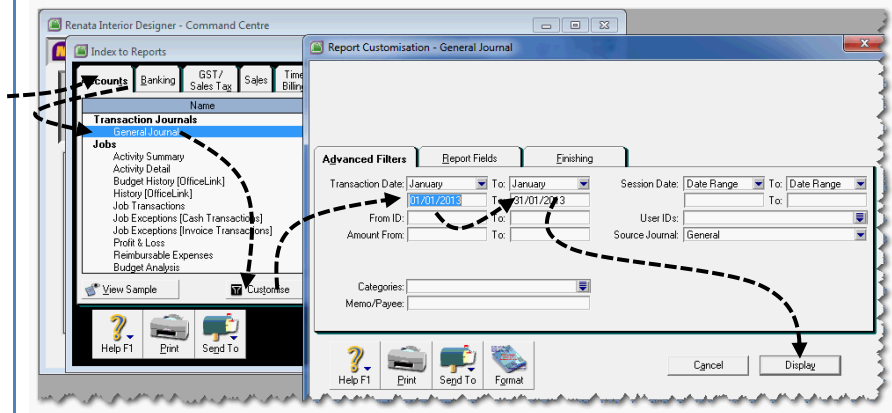 Renata Interior Designer - Command Centre
Index to Reports
Accounts
Banking
GST/
Sales Tax
Sales
Time
Billin
Name
Transaction Journals
General Journal
Jobs
Activity Summary
Activity Detail
Budget History [OfficeLink]
History [OfficeLink]
Job Transactions
Job Exceptions [Cash Transactions]
Job Exceptions [Invoice Transactions]
Profit & Loss
Reimbursable Expenses
Budget Analysis
View Sample
Customise
Help F1
Print
Send To
Report Customisation - General Journal
Advanced Filters
Report Fields
Finishing
Transaction Date: January To: January
01/01/2013 To: 31/01/2013
From ID: To:
Amount From: To:
Session Date: Date Range To: Date Range
To:
User IDs:
Source Journal: General
Categories:
Memo/Payee:
Help F1
Print
Send To
Format
Cancel
Display